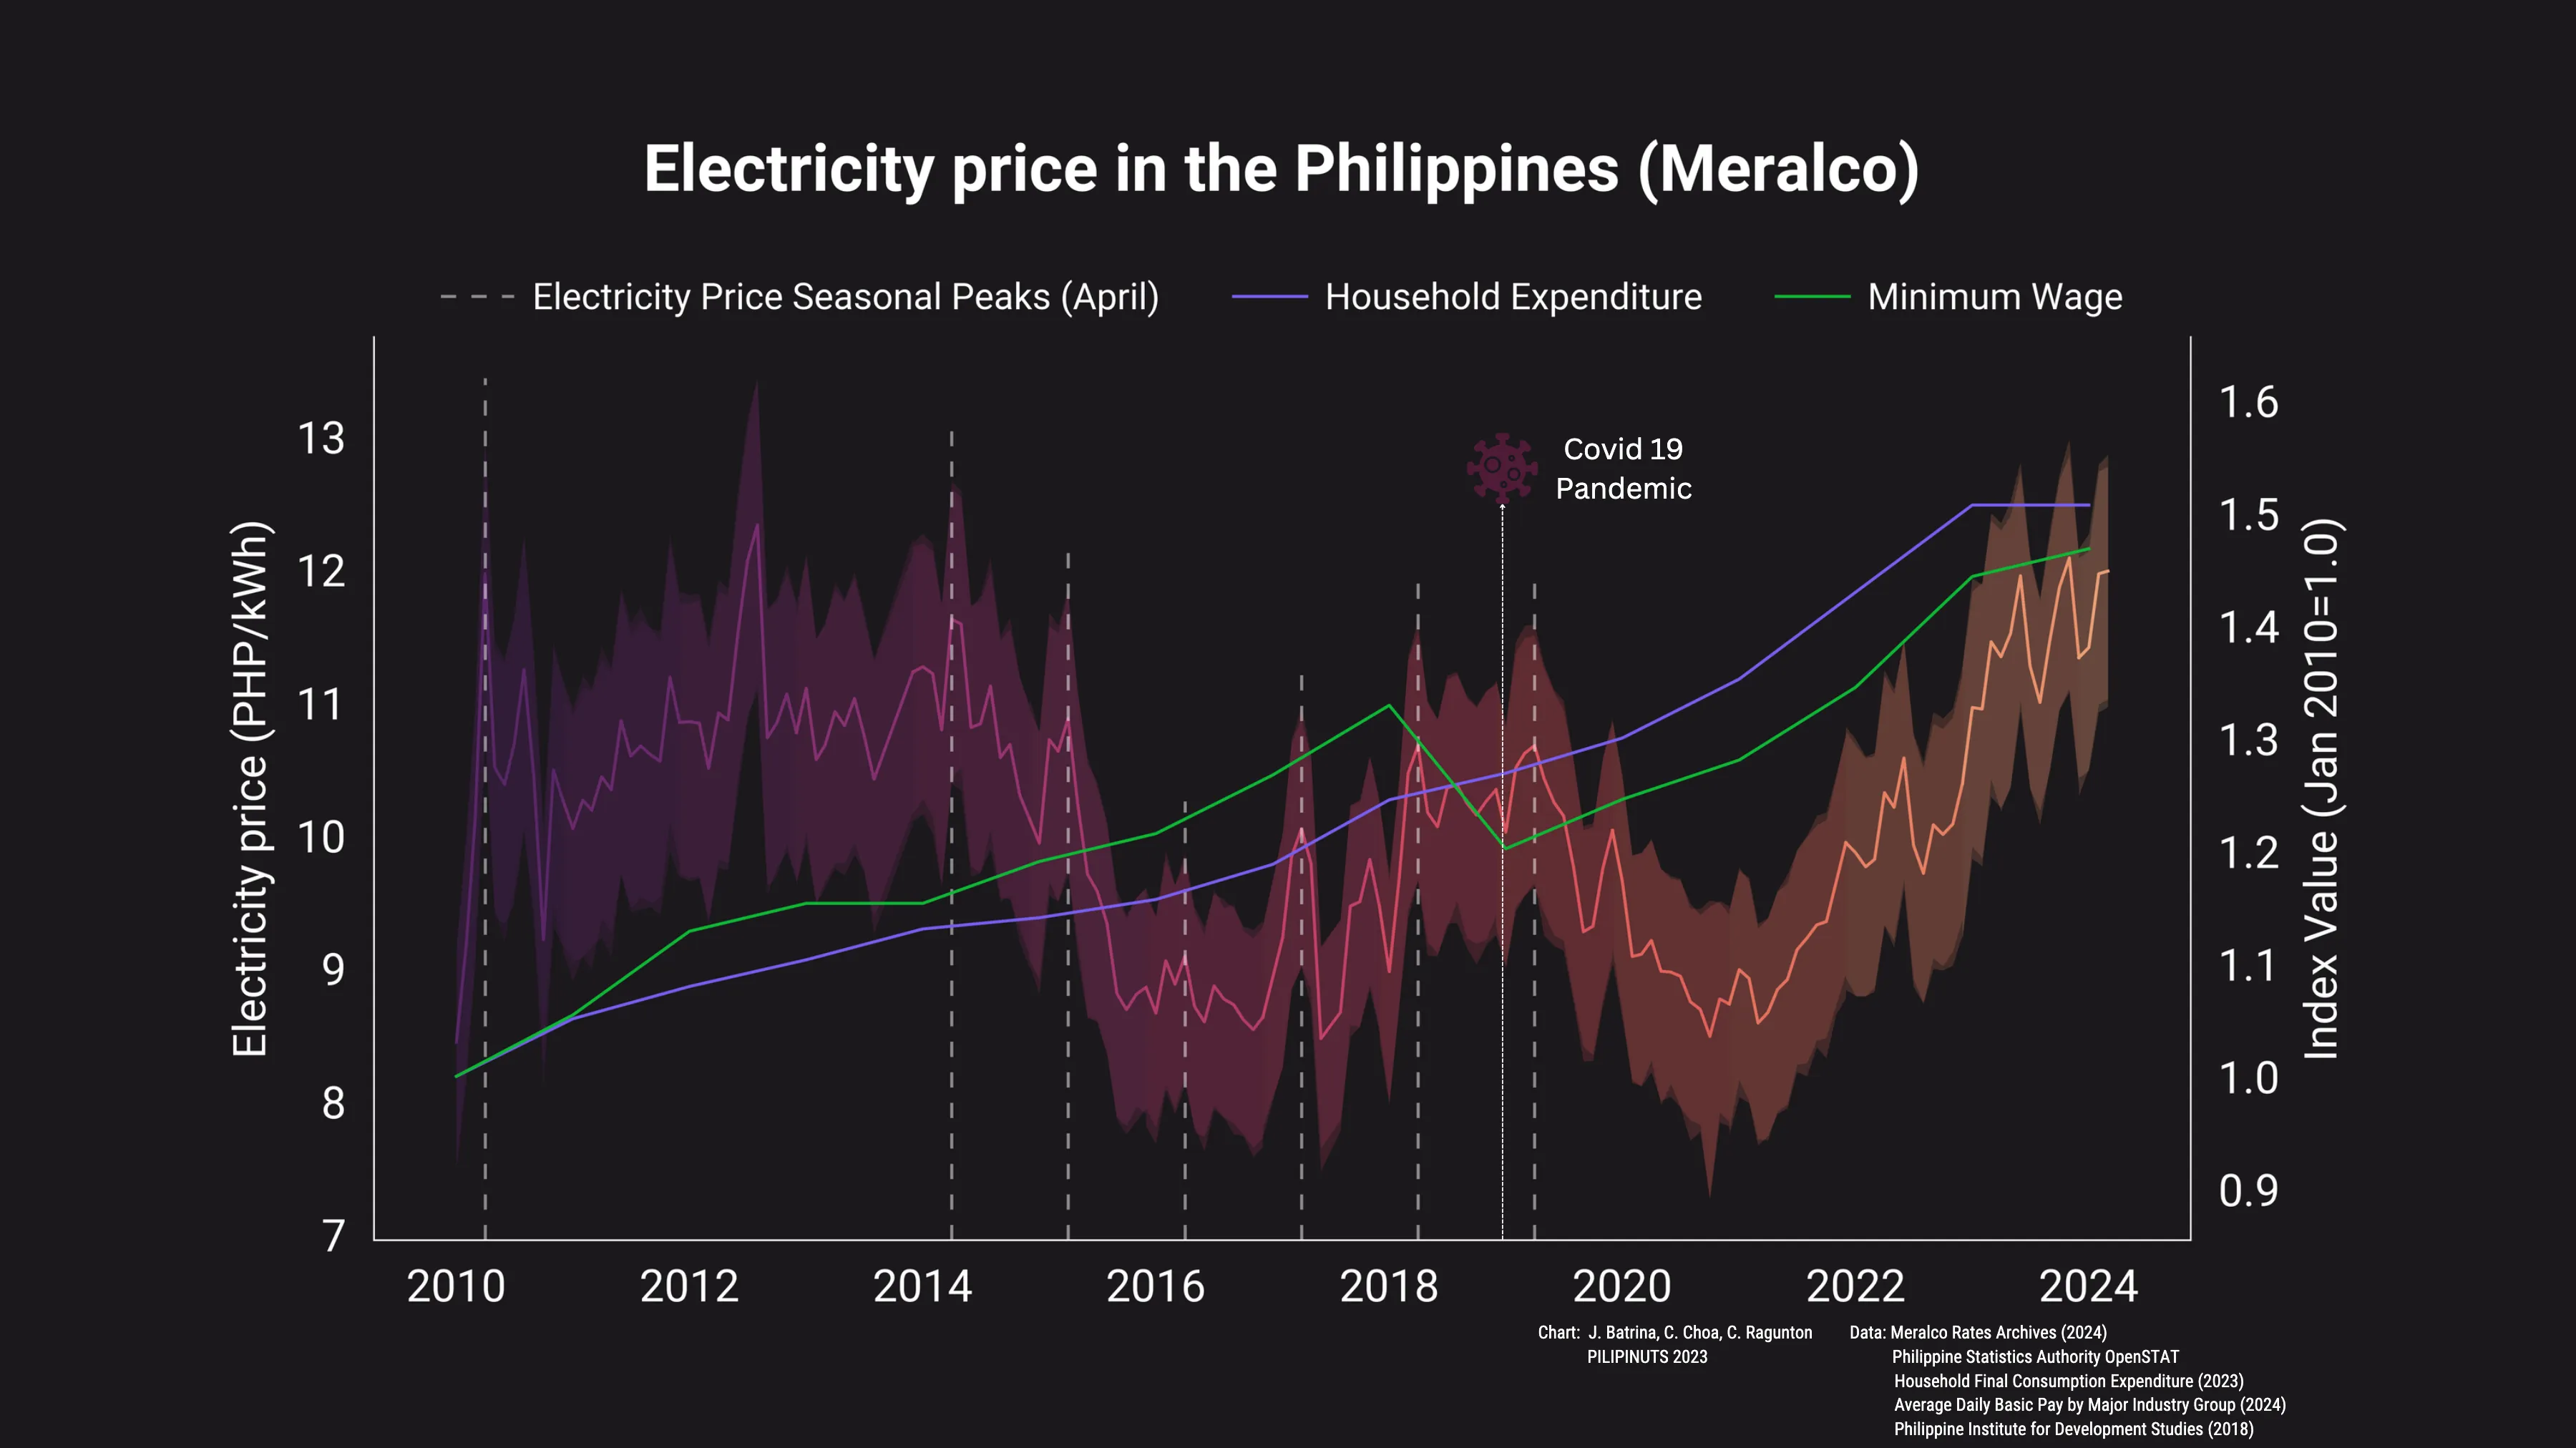 Electricity price in the Philippines (Meralco)
Electricity Price Seasonal Peaks (April)
Household Expenditure
Minimum Wage
Electricity price (PHP/kWh)
13
12
11
10
9
8
7
Covid 19
Pandemic
1.6
1.5
1.4
1.3
1.2
1.1
1.0
0.9
Index Value (Jan 2010=1.0)
2010
2012
2014
2016
2018
2020
2022
2024
Chart: J. Batrina, C. Choa, C. Ragunton
PILIPINUTS 2023
Data: Meralco Rates Archives (2024)
Philippine Statistics Authority OpenSTAT
Household Final Consumption Expenditure (2023)
Average Daily Basic Pay by Major Industry Group (2024)
Philippine Institute for Development Studies (2018)